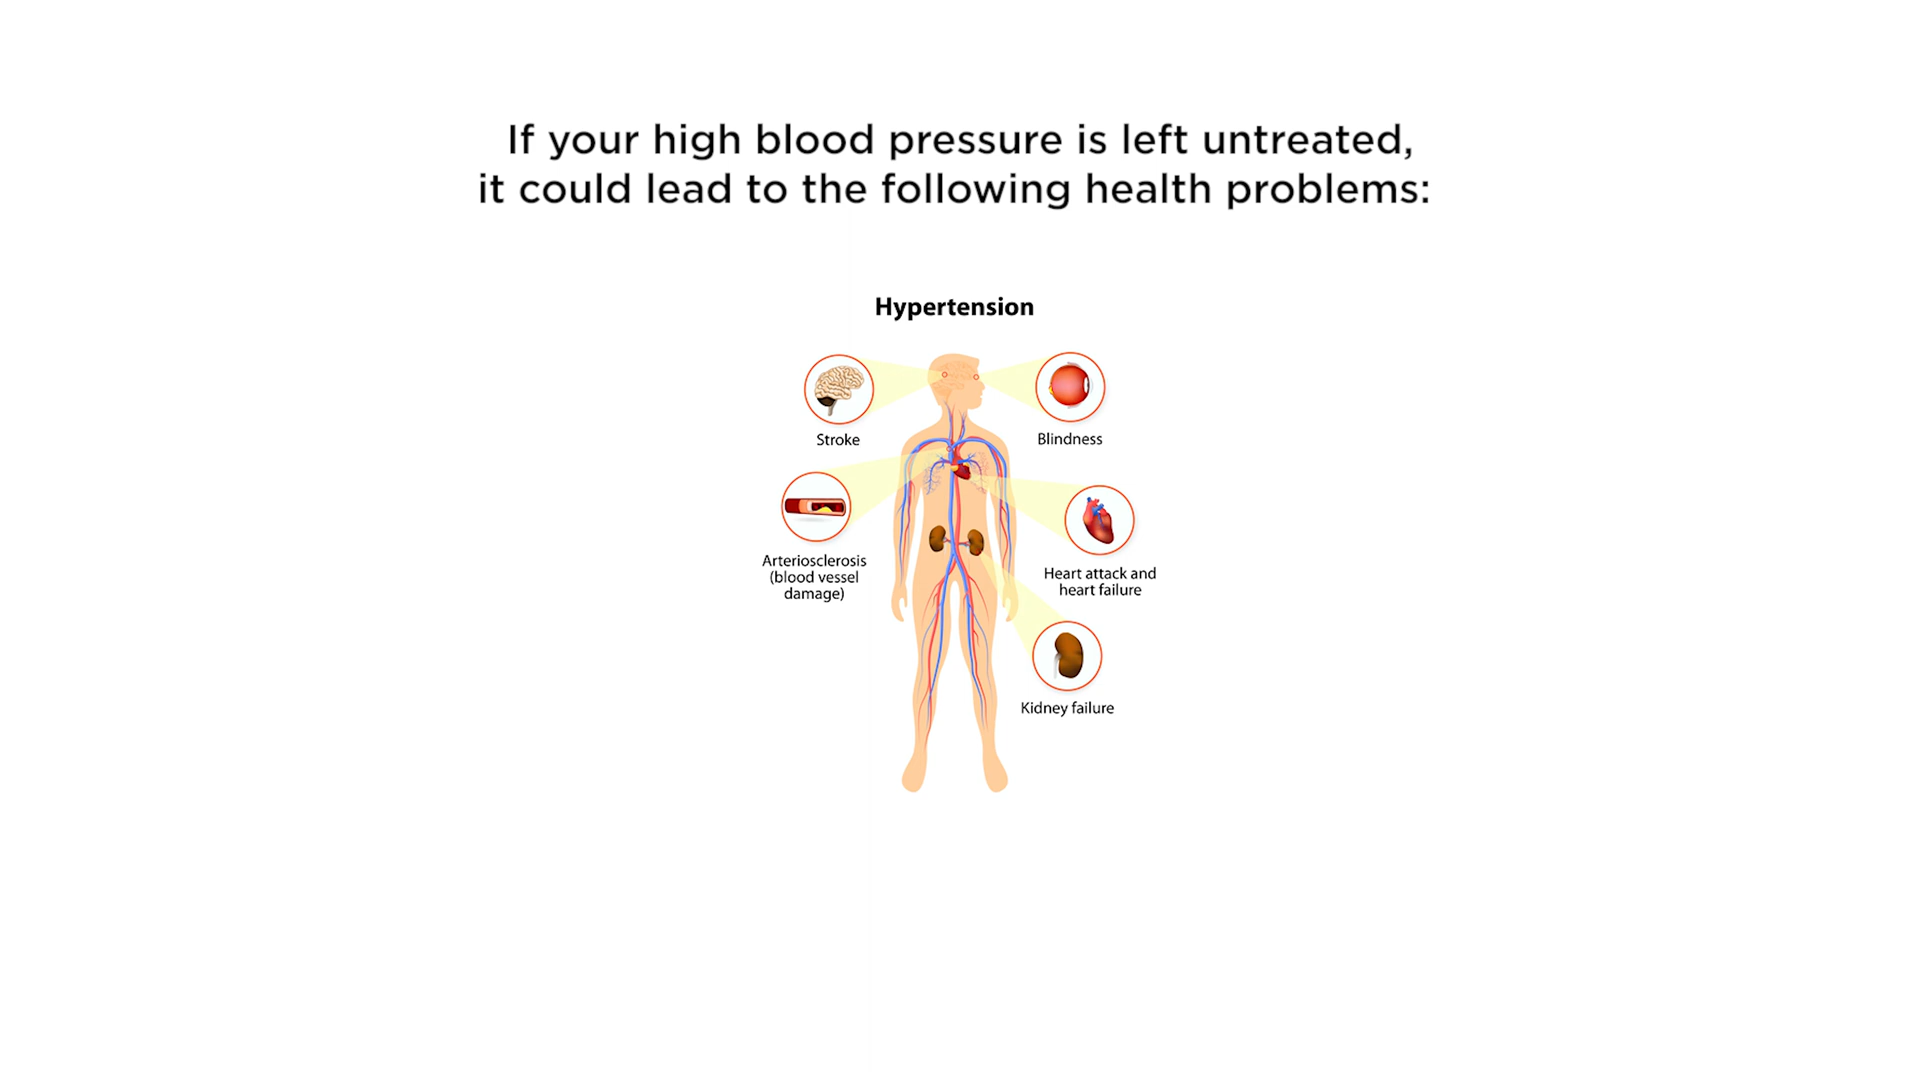 If your high blood pressure is left untreated,
it could lead to the following health problems:
Hypertension
Stroke
Blindness
Arteriosclerosis
(blood vessel
damage)
Heart attack and
heart failure
Kidney failure